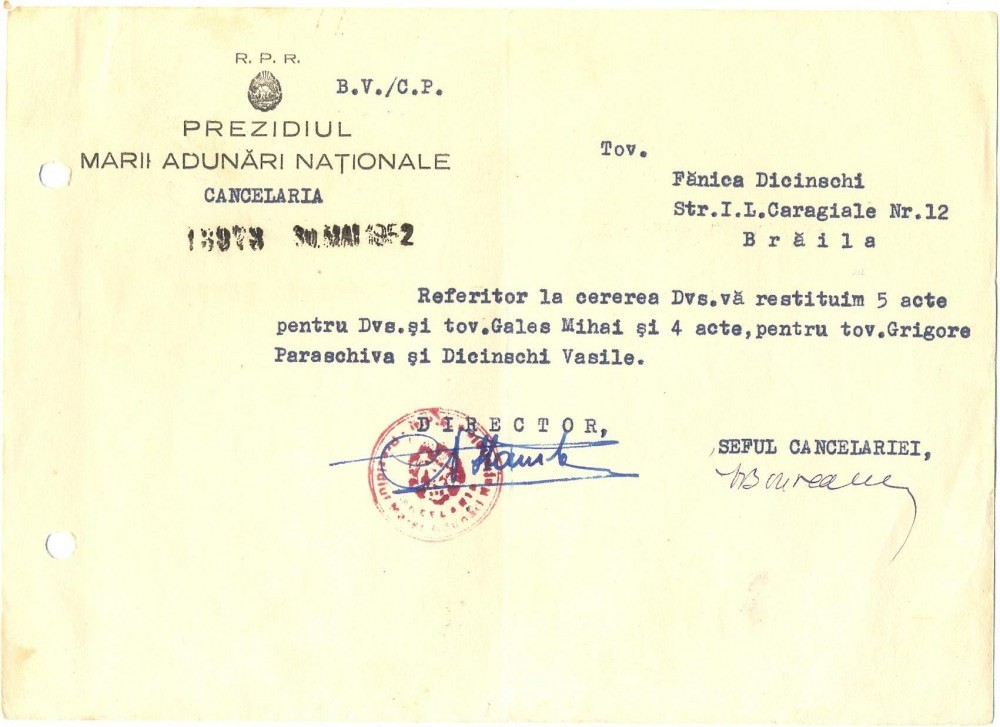 R. P. R.
B.V./C.P.
PREZIDIUL
MARII ADUNĂRI NAȚIONALE
CANCELARIA
30.MAI 1952
Tov.
Fănica Dicinschi
Str.I.L.Caragiale Nr.12
Brăila
Referitor la cererea Dvs.vă restituim 5 acte
pentru Dvs.și tov.Gales Mihai și 4 acte,pentru tov.Grigore
Paraschiva și Dicinschi Vasile.
DIRECTOR,
SEFUL CANCELARIEI,